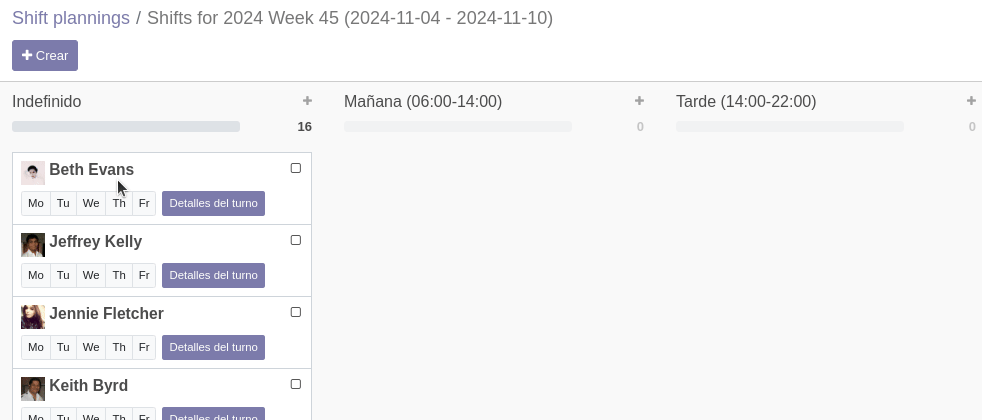 Shift plannings / Shifts for 2024 Week 45 (2024-11-04 - 2024-11-10)
Crear
Indefinido
16
Mañana (06:00-14:00)
0
Tarde (14:00-22:00)
0
Beth Evans
Mo Tu We Th Fr Detalles del turno
Jeffrey Kelly
Mo Tu We Th Fr Detalles del turno
Jennie Fletcher
Mo Tu We Th Fr Detalles del turno
Keith Byrd
Mo Tu We Th Fr Detalles del turno